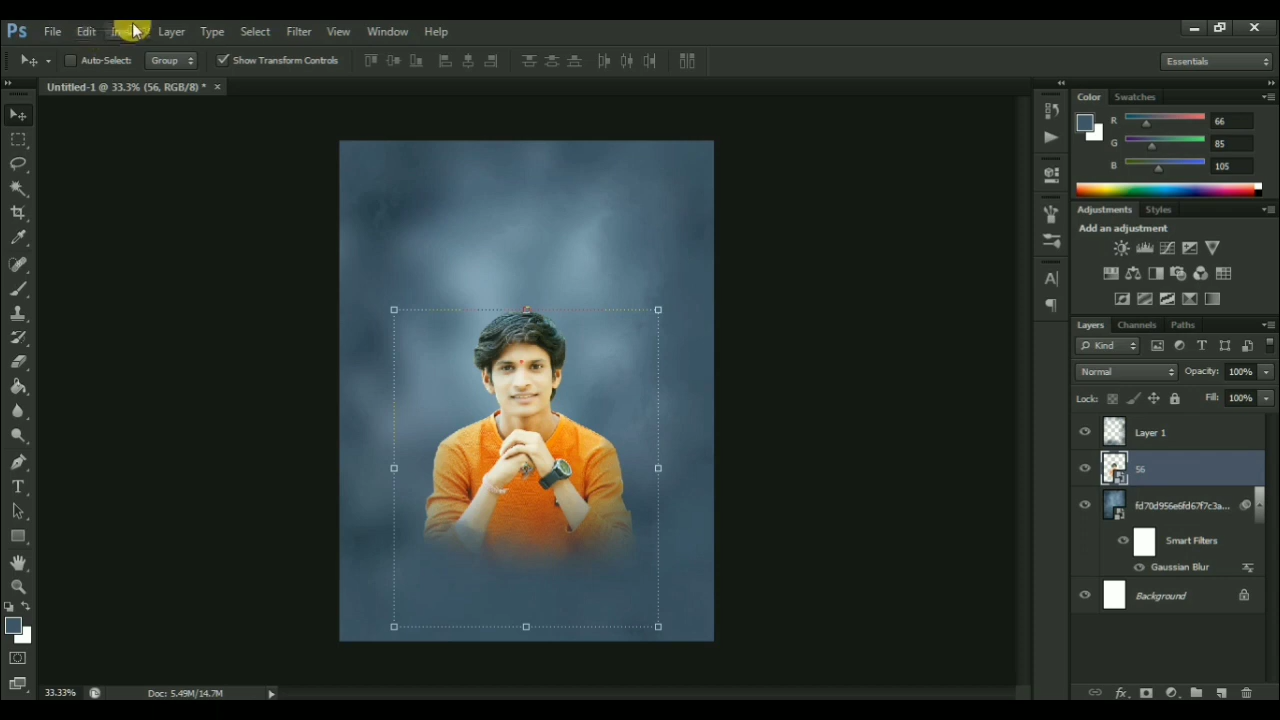 Ps File Edit Layer Type Select Filter View Window Help
Auto-Select: Group Show Transform Controls Essentials
Untitled-1 @ 33.3% (56, RGB/8) * ×
Color Swatches
R 66
G 85
B 105
Adjustments Styles
Add an adjustment
Layers Channels Paths
Kind
Normal Opacity: 100%
Lock: Fill: 100%
Layer 1
56
fd70d956e6fd67f7c3a...
Smart Filters
Gaussian Blur
Background
33.33% Doc: 5.49M/14.7M